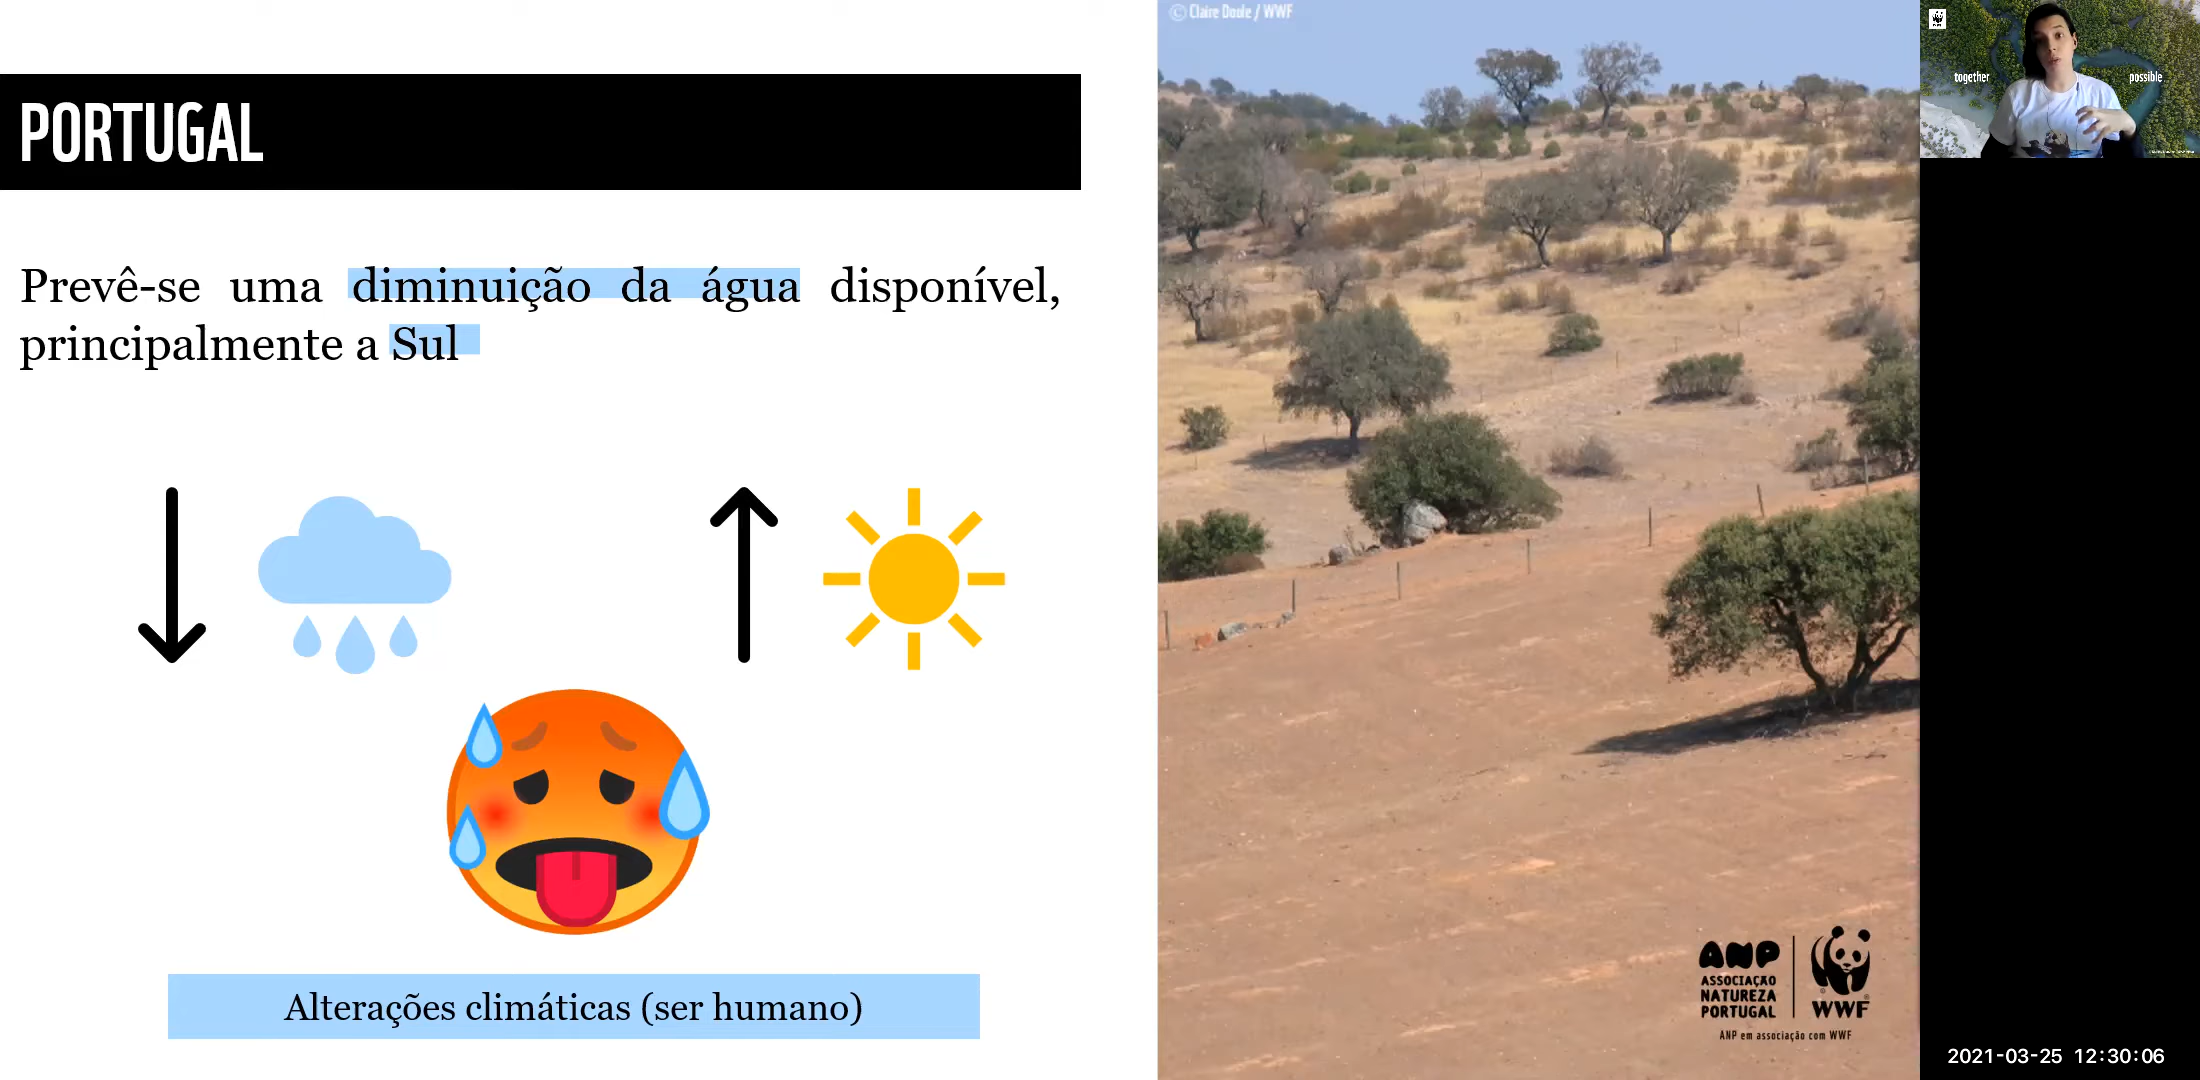 © Claire Doole / WWF
PORTUGAL
Prevê-se uma diminuição da água disponível,
principalmente a Sul
Alterações climáticas (ser humano)
together
possible
ANP
ASSOCIAÇÃO
NATUREZA
PORTUGAL
WWF
ANP em associação com WWF
2021-03-25 12:30:06